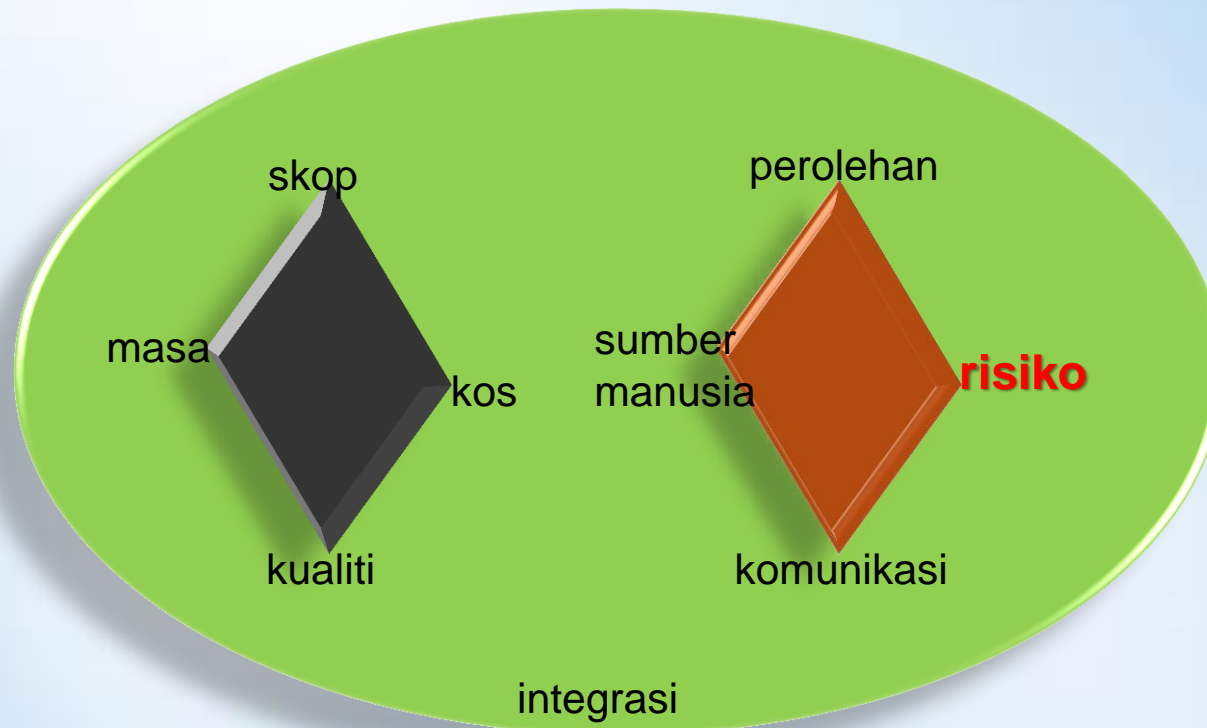 skop
masa
kos
kualiti
perolehan
sumber
manusia
risiko
komunikasi
integrasi